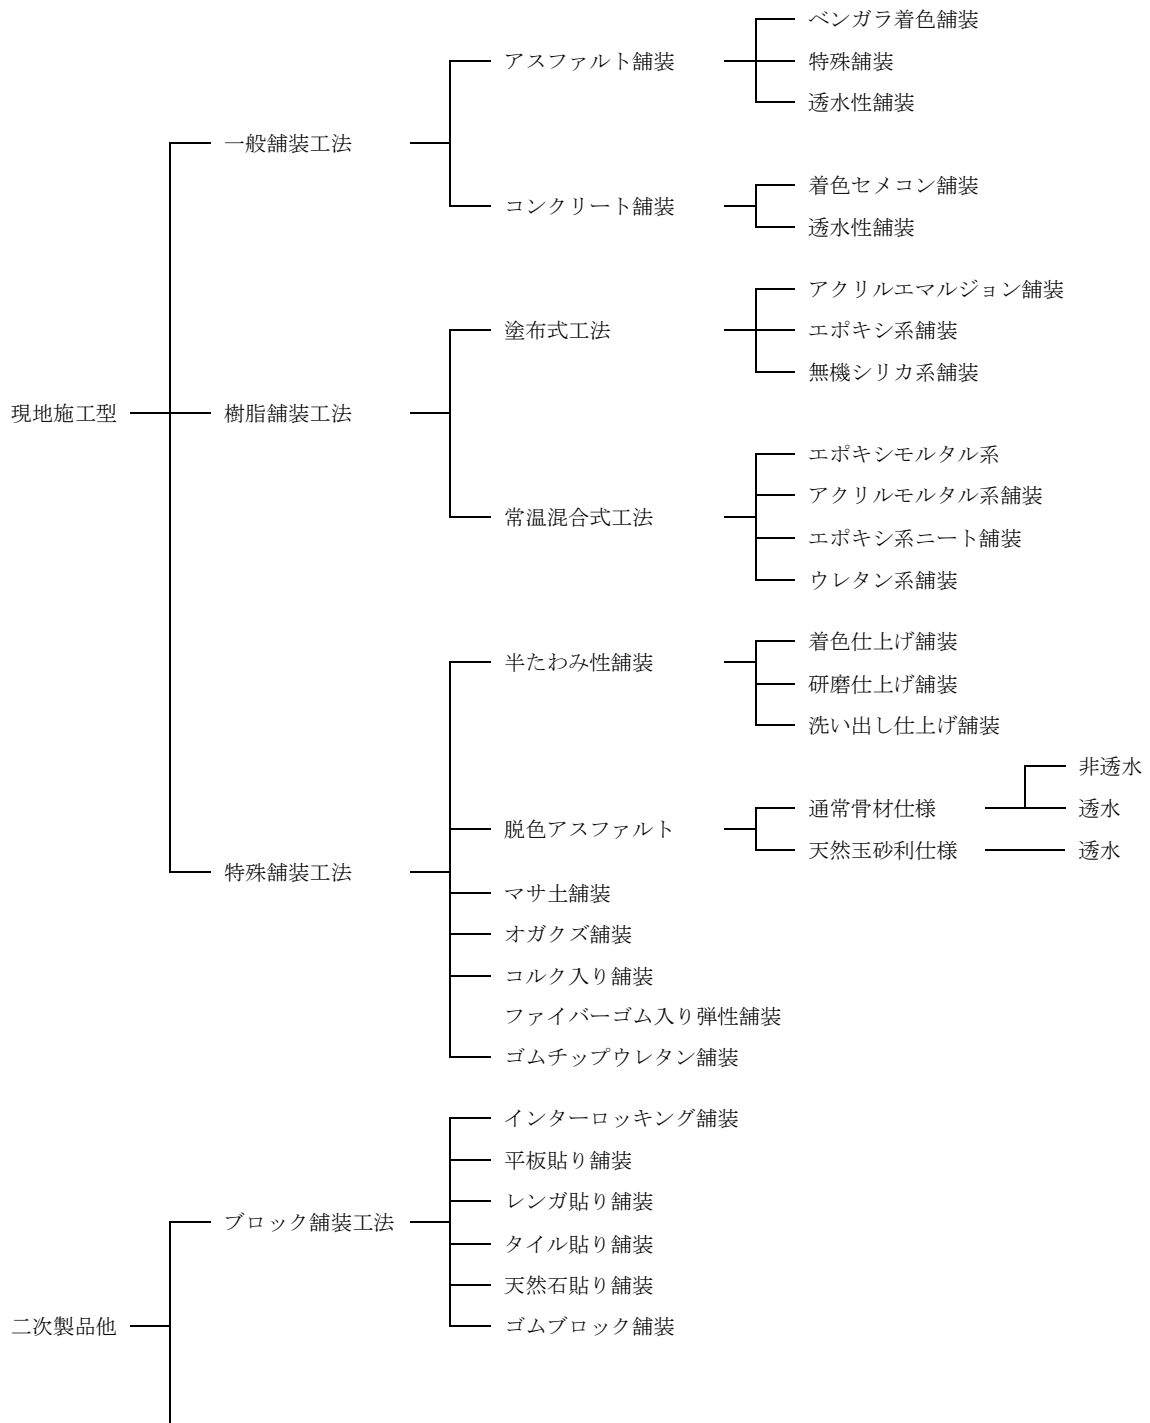 現地施工型
一般舗装工法
アスファルト舗装
ベンガラ着色舗装
特殊舗装
透水性舗装
コンクリート舗装
着色セメコン舗装
透水性舗装
樹脂舗装工法
塗布式工法
アクリルエマルジョン舗装
エポキシ系舗装
無機シリカ系舗装
常温混合式工法
エポキシモルタル系
アクリルモルタル系舗装
エポキシ系ニート舗装
ウレタン系舗装
特殊舗装工法
半たわみ性舗装
着色仕上げ舗装
研磨仕上げ舗装
洗い出し仕上げ舗装
脱色アスファルト
通常骨材仕様
非透水
透水
天然玉砂利仕様
透水
マサ土舗装
オガクズ舗装
コルク入り舗装
ファイバーゴム入り弾性舗装
ゴムチップウレタン舗装
二次製品他
ブロック舗装工法
インターロッキング舗装
平板貼り舗装
レンガ貼り舗装
タイル貼り舗装
天然石貼り舗装
ゴムブロック舗装